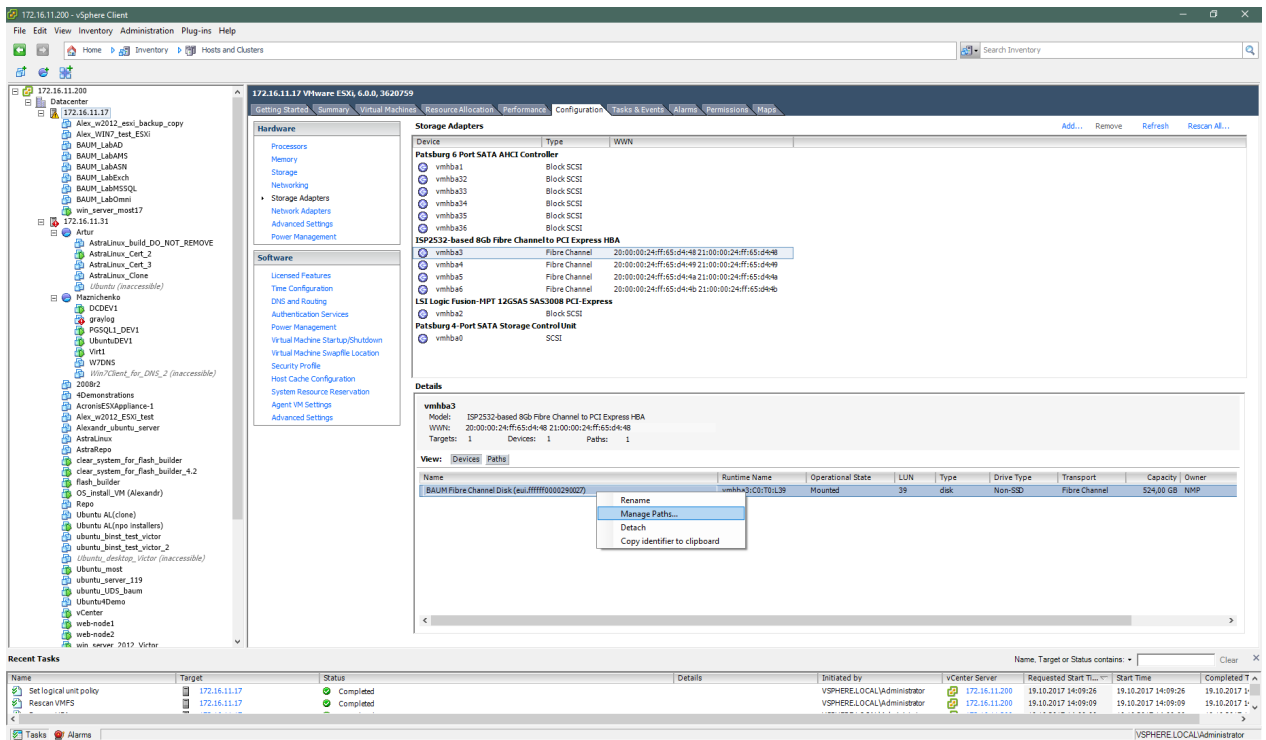 172.16.11.200 - vSphere Client
File Edit View Inventory Administration Plug-ins Help
Home Inventory Hosts and Clusters
Search Inventory
172.16.11.200
Datacenter
172.16.11.17
Alex_w2012_esxi_backup_copy
Alex_WIN7_test_ESXi
BAUM_LabAD
BAUM_LabAMS
BAUM_LabASN
BAUM_LabExch
BAUM_LabMSSQL
BAUM_LabOmni
win_server_most17
172.16.11.31
Artur
AstraLinux_build_DO_NOT_REMOVE
AstraLinux_Cert_2
AstraLinux_Cert_3
AstraLinux_Clone
Ubuntu (inaccessible)
Maznichenko
DCDEV1
graylog
PGSQL1_DEV1
UbuntuDEV1
Virt1
W7DNS
Win7Client_for_DNS_2 (inaccessible)
2008r2
4Demonstrations
AcronisESXAppliance-1
Alex_w2012_ESXi_test
Alexandr_ubuntu_server
AstraLinux
AstraRepo
clear_system_for_flash_builder
clear_system_for_flash_builder_4.2
flash_builder
OS_install_VM (Alexandr)
Repo
Ubuntu AL(clone)
Ubuntu AL(npo installers)
ubuntu_binst_test_victor
ubuntu_binst_test_victor_2
Ubuntu_desktop_Victor (inaccessible)
Ubuntu_most
ubuntu_server_119
ubuntu_UDS_baum
Ubuntu4Demo
vCenter
web-node1
web-node2
win_server_2012_Victor
172.16.11.17 VMware ESXi, 6.0.0, 3620759
Getting Started Summary Virtual Machines Resource Allocation Performance Configuration Tasks & Events Alarms Permissions Maps
Hardware
Processors
Memory
Storage
Networking
Storage Adapters
Network Adapters
Advanced Settings
Power Management
Software
Licensed Features
Time Configuration
DNS and Routing
Authentication Services
Power Management
Virtual Machine Startup/Shutdown
Virtual Machine Swapfile Location
Security Profile
Host Cache Configuration
System Resource Reservation
Agent VM Settings
Advanced Settings
Storage Adapters Add... Remove Refresh Rescan All...
Device Type WWN
Patsburg 6 Port SATA AHCI Controller
vmhba1 Block SCSI
vmhba32 Block SCSI
vmhba33 Block SCSI
vmhba34 Block SCSI
vmhba35 Block SCSI
vmhba36 Block SCSI
ISP2532-based 8Gb Fibre Channel to PCI Express HBA
vmhba3 Fibre Channel 20:00:00:24:ff:65:d4:48 21:00:00:24:ff:65:d4:48
vmhba4 Fibre Channel 20:00:00:24:ff:65:d4:49 21:00:00:24:ff:65:d4:49
vmhba5 Fibre Channel 20:00:00:24:ff:65:d4:4a 21:00:00:24:ff:65:d4:4a
vmhba6 Fibre Channel 20:00:00:24:ff:65:d4:4b 21:00:00:24:ff:65:d4:4b
LSI Logic Fusion-MPT 12GSAS SAS3008 PCI-Express
vmhba2 Block SCSI
Patsburg 4-Port SATA Storage Control Unit
vmhba0 SCSI
Details
vmhba3
Model: ISP2532-based 8Gb Fibre Channel to PCI Express HBA
WWN: 20:00:00:24:ff:65:d4:48 21:00:00:24:ff:65:d4:48
Targets: 1 Devices: 1 Paths: 1
View: Devices Paths
Name Runtime Name Operational State LUN Type Drive Type Transport Capacity Owner
BAUM Fibre Channel Disk (eui.ffffff0000290027) vmhba3:C0:T0:L39 Mounted 39 disk Non-SSD Fibre Channel 524,00 GB NMP
Rename
Manage Paths...
Detach
Copy identifier to clipboard
Recent Tasks Name, Target or Status contains: Clear
Name Target Status Details Initiated by vCenter Server Requested Start Ti... Start Time Completed T
Set logical unit policy 172.16.11.17 Completed VSPHERE.LOCAL\Administrator 172.16.11.200 19.10.2017 14:09:26 19.10.2017 14:09:26 19.10.2017 1
Rescan VMFS 172.16.11.17 Completed VSPHERE.LOCAL\Administrator 172.16.11.200 19.10.2017 14:09:09 19.10.2017 14:09:09 19.10.2017 1
Tasks Alarms VSPHERE.LOCAL\Administrator